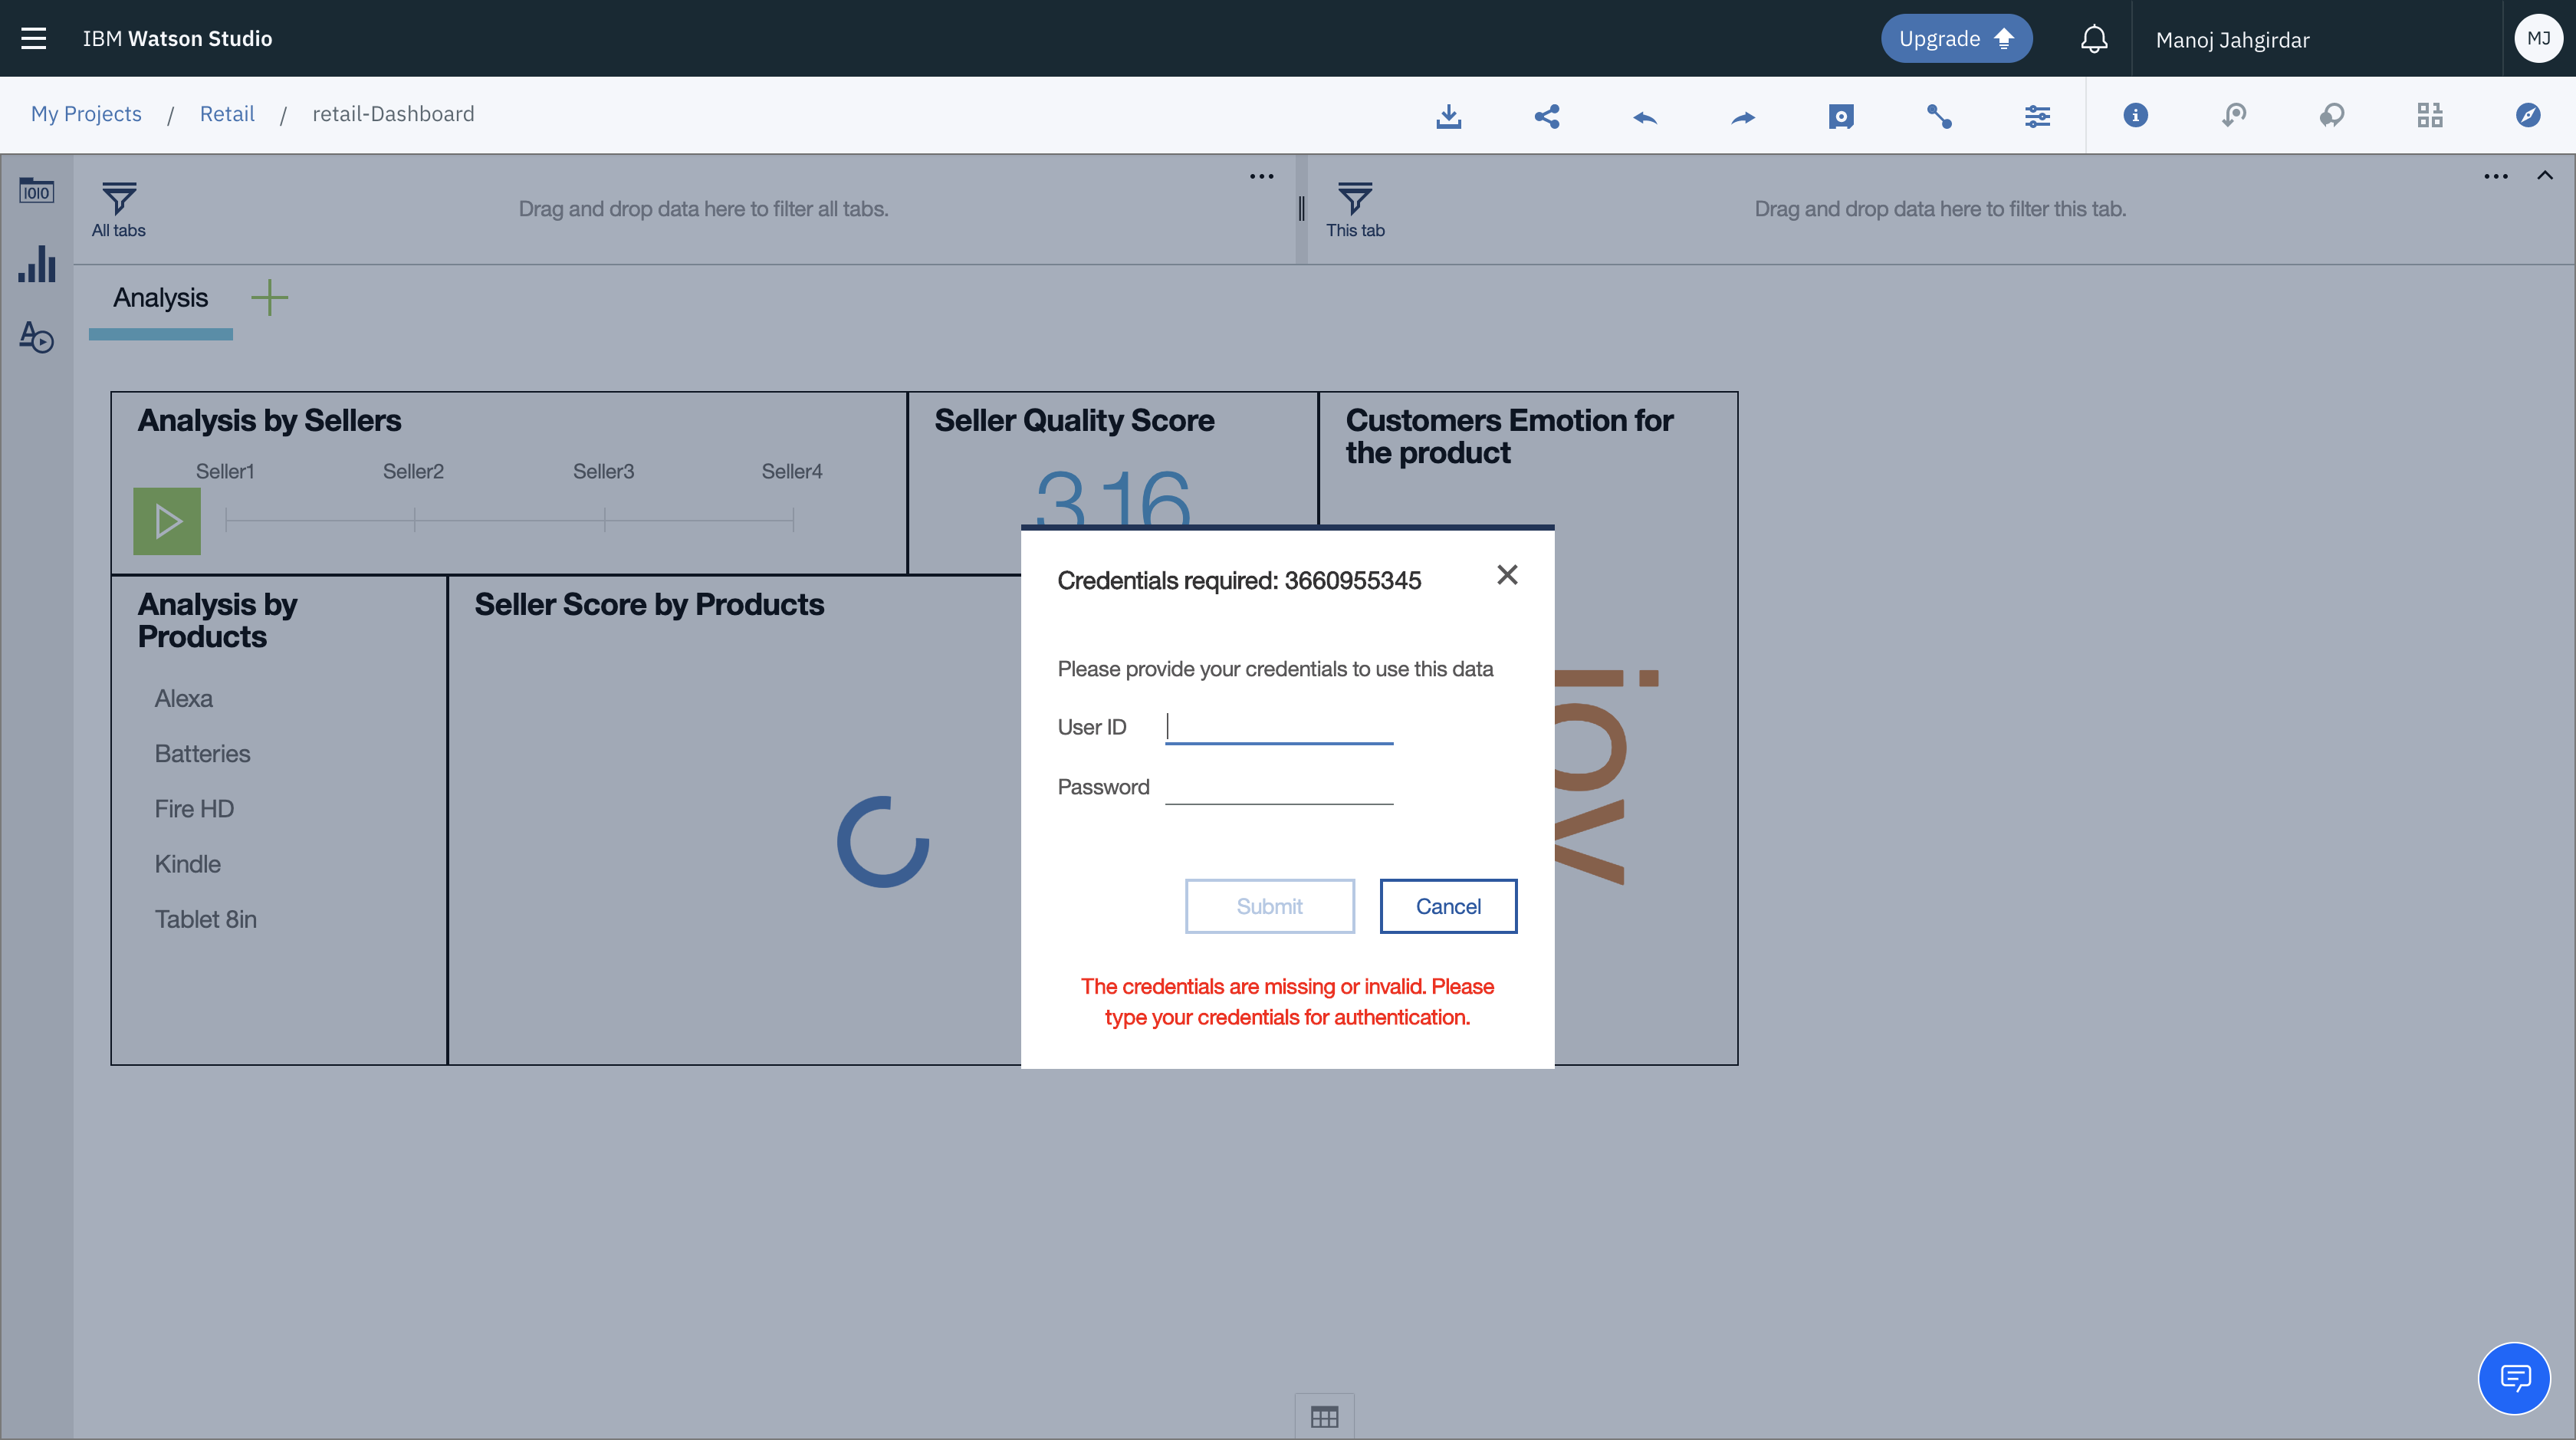 IBM Watson Studio
Upgrade
Manoj Jahgirdar
MJ
My Projects / Retail / retail-Dashboard
All tabs
Drag and drop data here to filter all tabs.
This tab
Drag and drop data here to filter this tab.
Analysis
Analysis by Sellers
Seller1 Seller2 Seller3 Seller4
Seller Quality Score
3.16
Customers Emotion for
the product
Analysis by
Products
Alexa
Batteries
Fire HD
Kindle
Tablet 8in
Seller Score by Products
Credentials required: 3660955345
Please provide your credentials to use this data
User ID
Password
Submit
Cancel
The credentials are missing or invalid. Please
type your credentials for authentication.